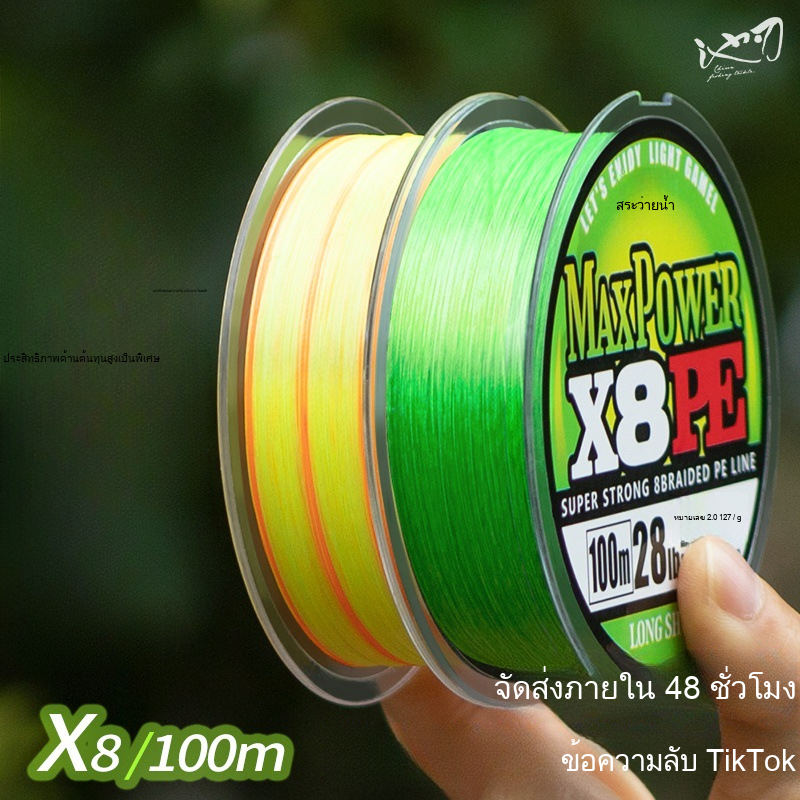 China
fishing tackle
LET'S ENJOY LIGHT GAME!
สระว่ายน้ำ
MAXPOWER
X8PE
SUPER STRONG 8BRAIDED PE LINE
ประสิทธิภาพด้านต้นทุนสูงเป็นพิเศษ
หมายเลข 2.0 127 / g
100m 28lb
LONG
จัดส่งภายใน 48 ชั่วโมง
X8/100m
ข้อความลับ TikTok